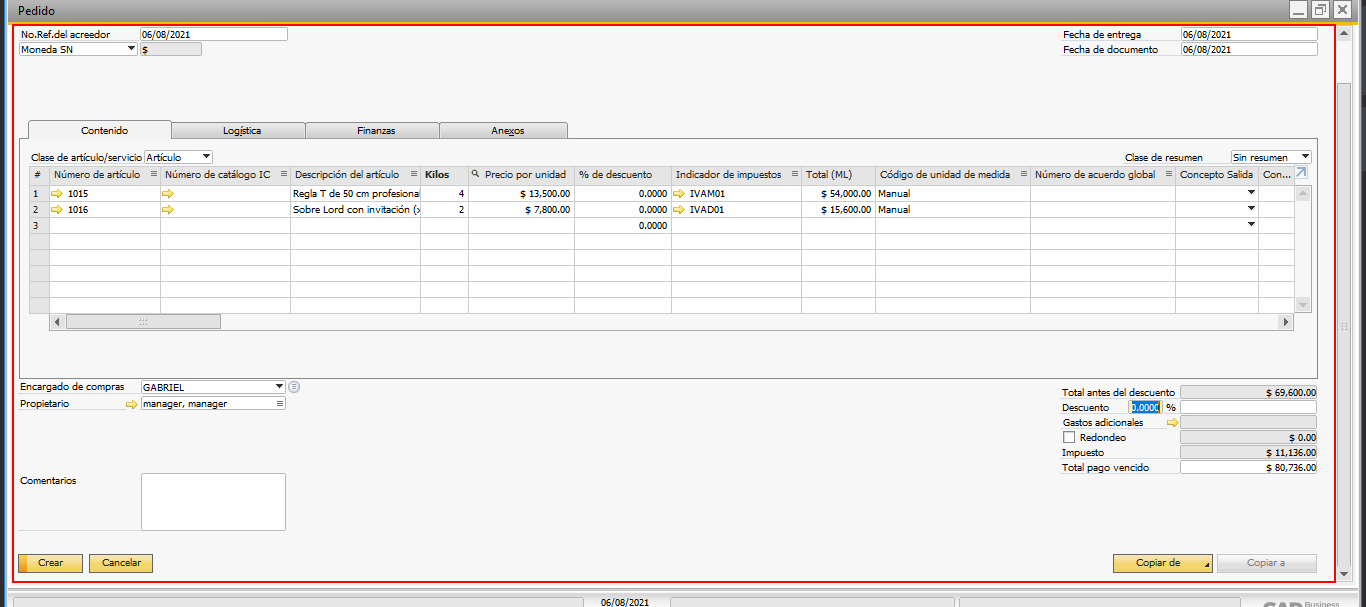 Pedido
No.Ref.del acreedor 06/08/2021 Fecha de entrega 06/08/2021
Moneda SN $ Fecha de documento 06/08/2021
Contenido Logística Finanzas Anexos
Clase de artículo/servicio Artículo Clase de resumen Sin resumen
# Número de artículo Número de catálogo IC Descripción del artículo Kilos Precio por unidad % de descuento Indicador de impuestos Total (ML) Código de unidad de medida Número de acuerdo global Concepto Salida Con...
1 1015 Regla T de 50 cm profesional 4 $ 13,500.00 0.0000 IVAM01 $ 54,000.00 Manual
2 1016 Sobre Lord con invitación (x 2 $ 7,800.00 0.0000 IVAD01 $ 15,600.00 Manual
3 0.0000
Encargado de compras GABRIEL
Propietario manager, manager
Total antes del descuento $ 69,600.00
Descuento 0.0000 %
Gastos adicionales
Redondeo $ 0.00
Impuesto $ 11,136.00
Total pago vencido $ 80,736.00
Comentarios
Crear Cancelar Copiar de Copiar a
06/08/2021 Business